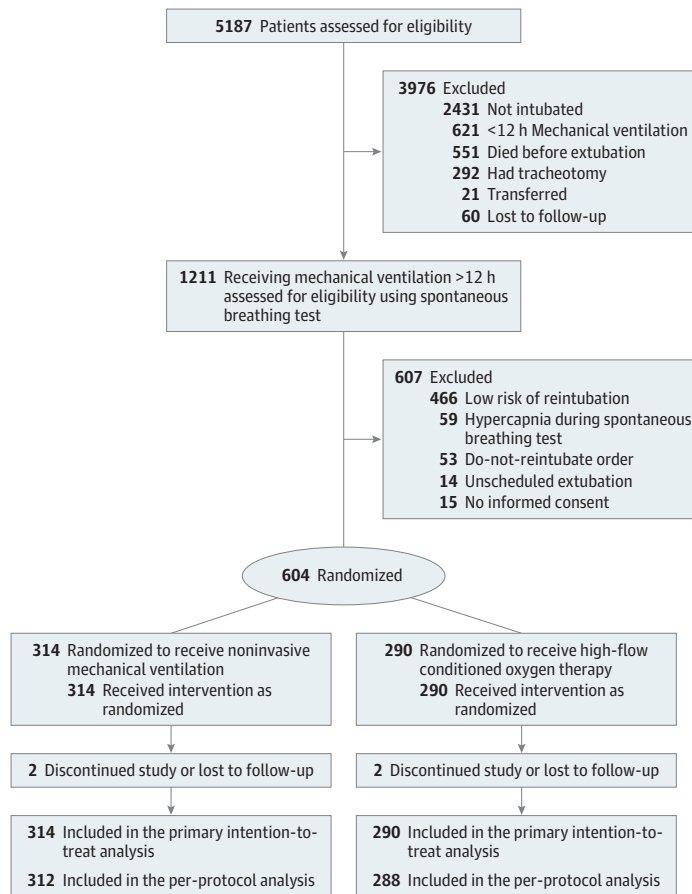 5187 Patients assessed for eligibility
3976 Excluded
2431 Not intubated
621 <12 h Mechanical ventilation
551 Died before extubation
292 Had tracheotomy
21 Transferred
60 Lost to follow-up
1211 Receiving mechanical ventilation >12 h
assessed for eligibility using spontaneous
breathing test
607 Excluded
466 Low risk of reintubation
59 Hypercapnia during spontaneous
breathing test
53 Do-not-reintubate order
14 Unscheduled extubation
15 No informed consent
604 Randomized
314 Randomized to receive noninvasive
mechanical ventilation
314 Received intervention as
randomized
290 Randomized to receive high-flow
conditioned oxygen therapy
290 Received intervention as
randomized
2 Discontinued study or lost to follow-up
2 Discontinued study or lost to follow-up
314 Included in the primary intention-to-
treat analysis
312 Included in the per-protocol analysis
290 Included in the primary intention-to-
treat analysis
288 Included in the per-protocol analysis